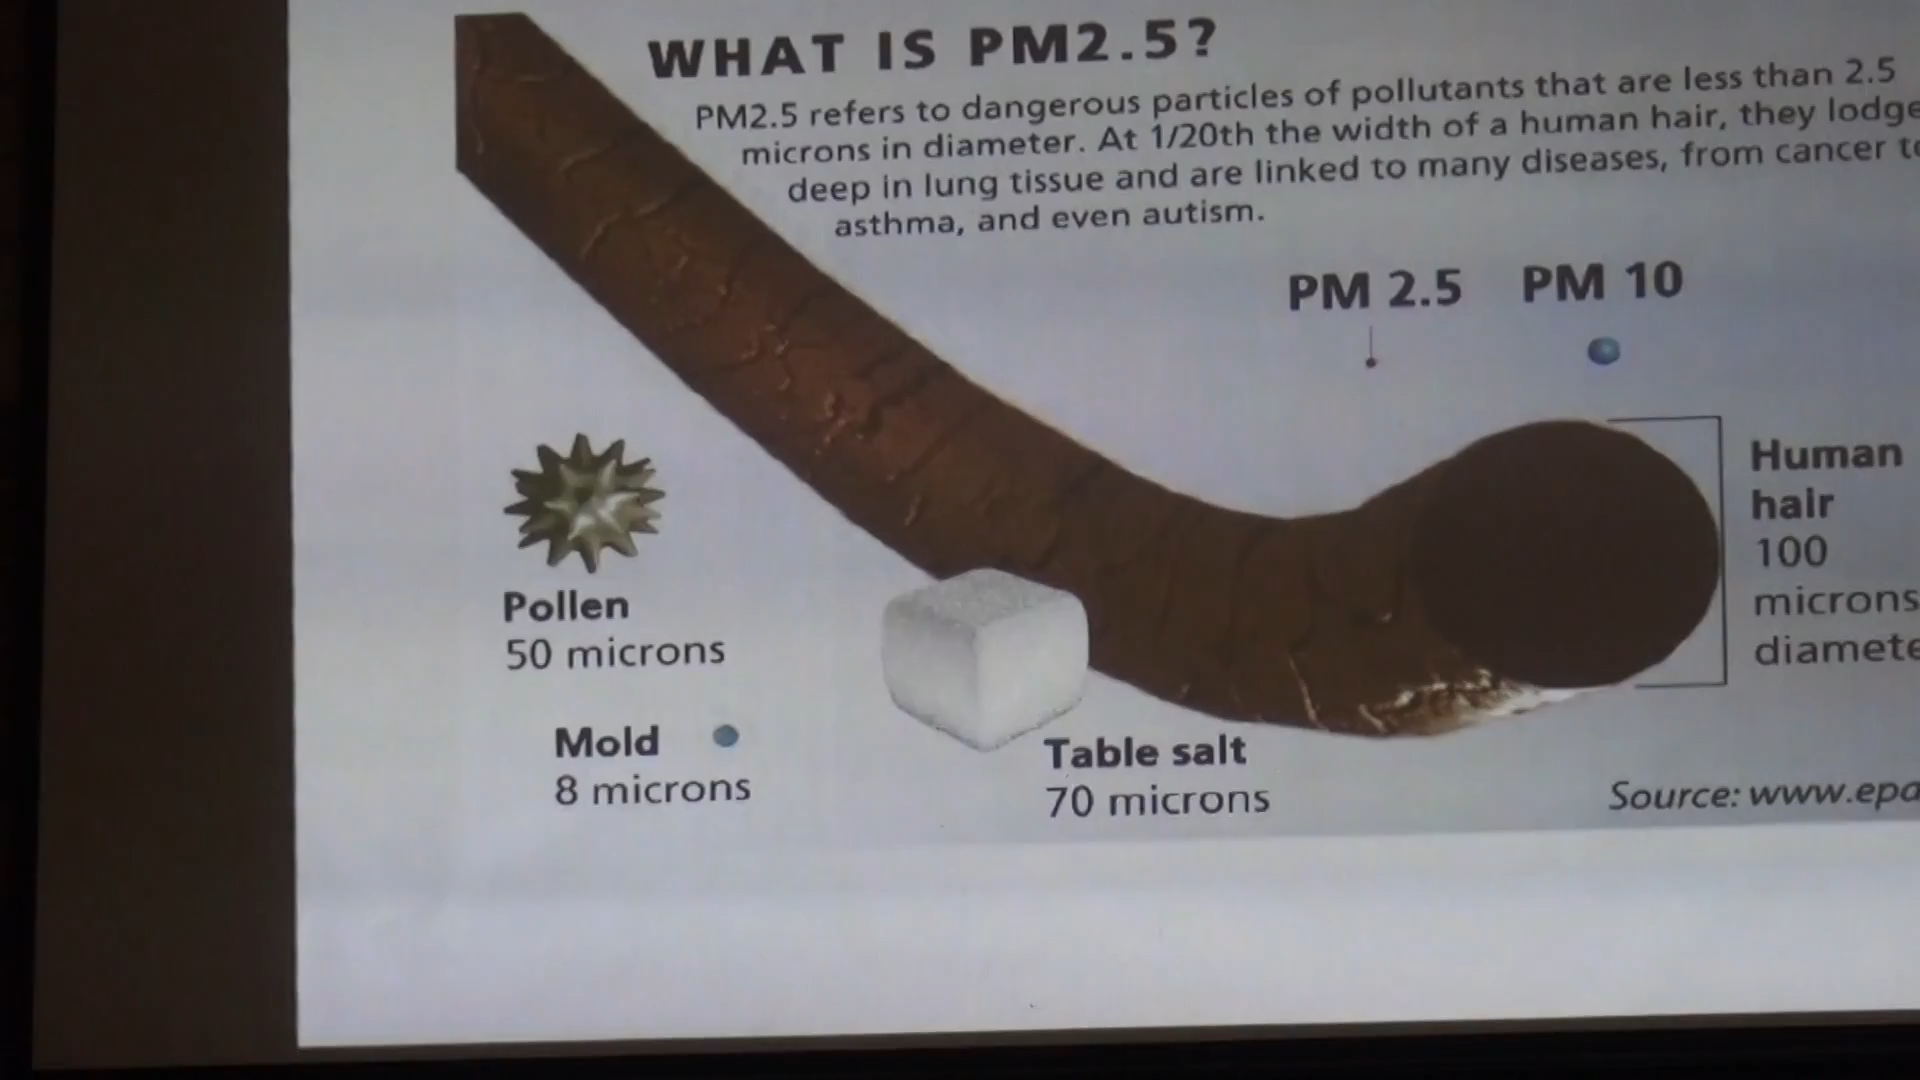 WHAT IS PM2.5?
PM2.5 refers to dangerous particles of pollutants that are less than 2.5
microns in diameter. At 1/20th the width of a human hair, they lodge
deep in lung tissue and are linked to many diseases, from cancer to
asthma, and even autism.
PM 2.5 PM 10
Human
hair
100
microns
Pollen
50 microns
Mold
8 microns
Table salt
70 microns
Source: www.epa